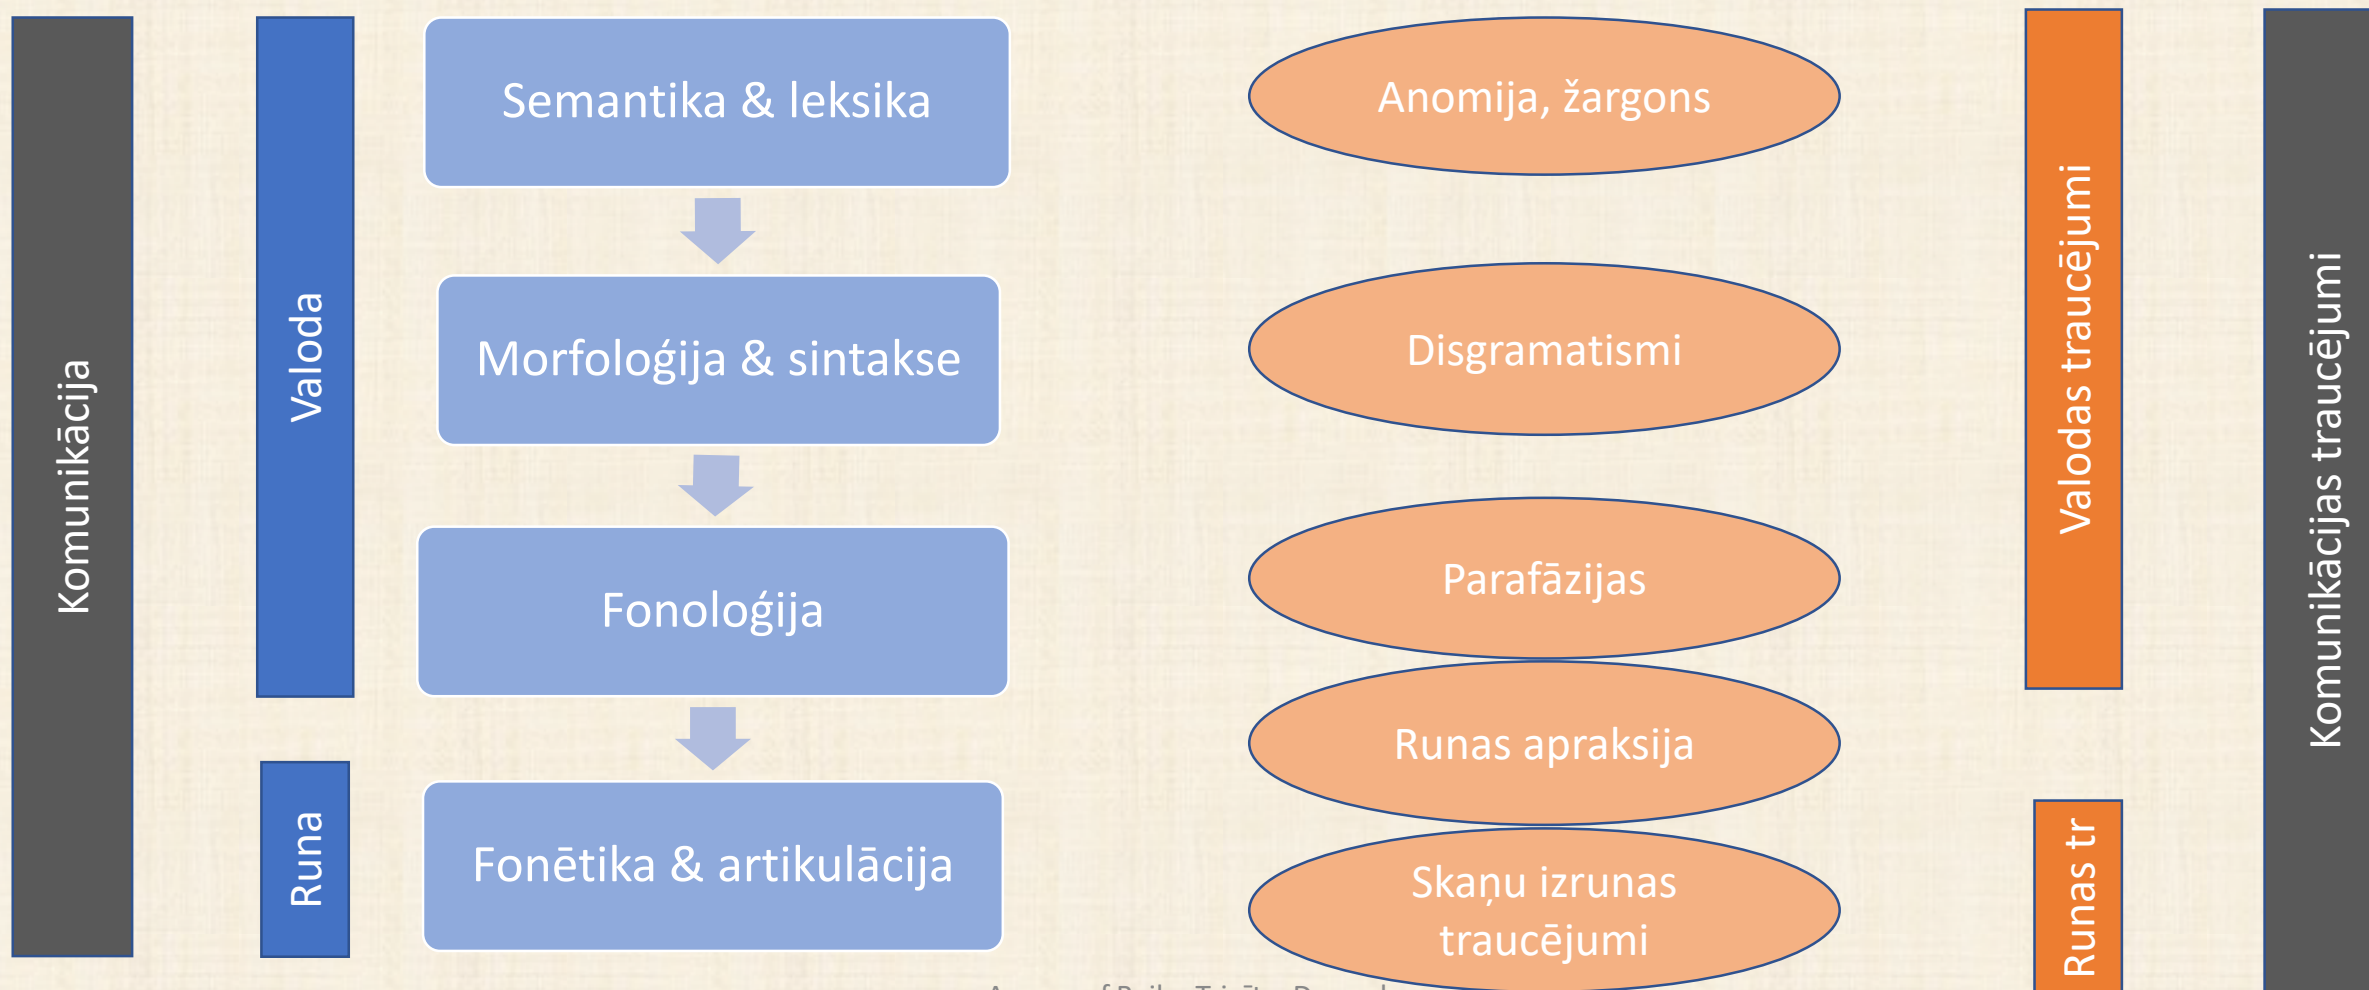 Komunikācija
Valoda
Runa
Semantika & leksika
Morfoloģija & sintakse
Fonoloģija
Fonētika & artikulācija
Anomija, žargons
Disgramatismi
Parafāzijas
Runas apraksija
Skaņu izrunas
traucējumi
Valodas traucējumi
Runas tr
Komunikācijas traucējumi